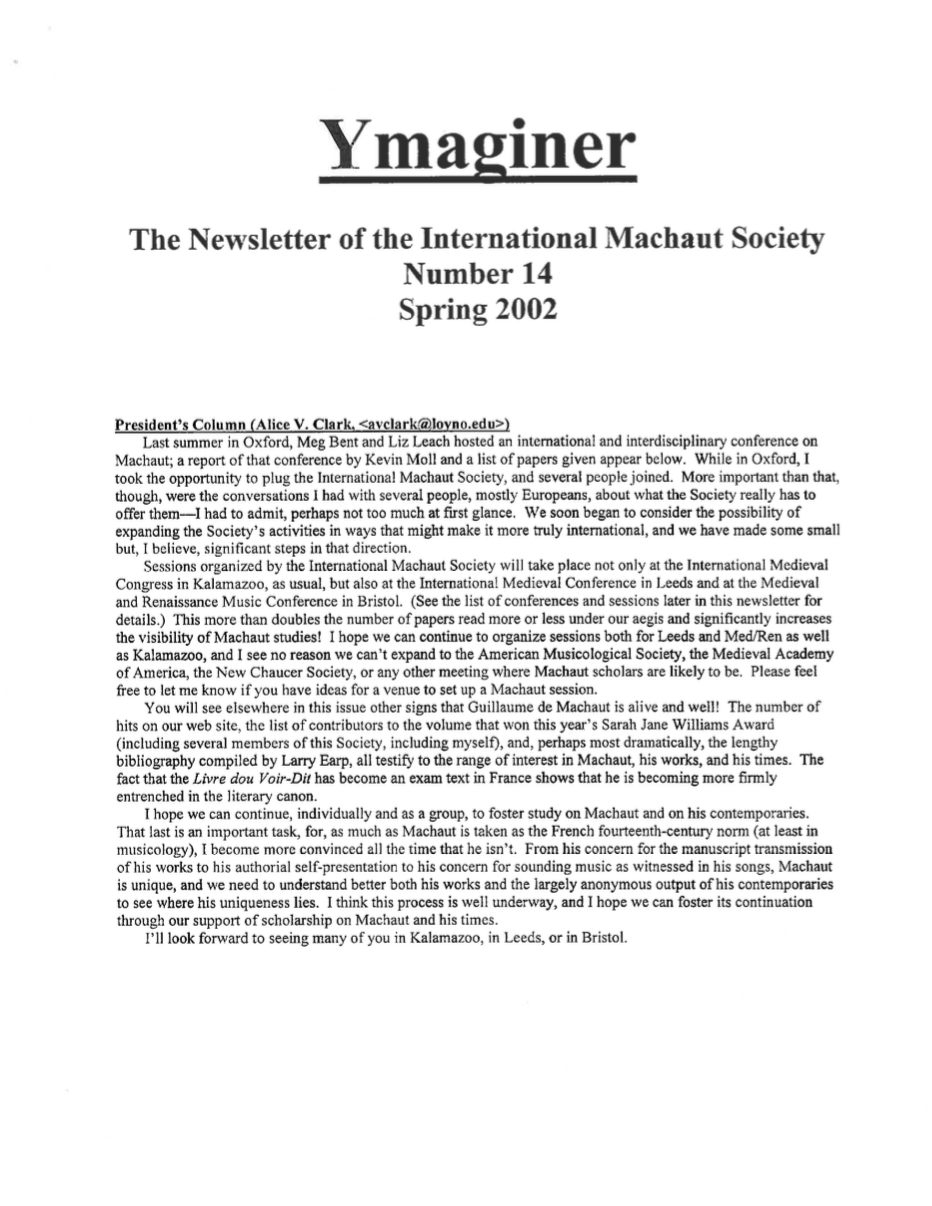 Ymaginer
The Newsletter of the International Machaut Society
Number 14
Spring 2002
President's Column (Alice V. Clark, <avclark@loyno.edu>)
Last summer in Oxford, Meg Bent and Liz Leach hosted an international and interdisciplinary conference on
Machaut; a report of that conference by Kevin Moll and a list of papers given appear below. While in Oxford, I
took the opportunity to plug the International Machaut Society, and several people joined. More important than that,
though, were the conversations I had with several people, mostly Europeans, about what the Society really has to
offer them—I had to admit, perhaps not too much at first glance. We soon began to consider the possibility of
expanding the Society's activities in ways that might make it more truly international, and we have made some small
but, I believe, significant steps in that direction.
Sessions organized by the International Machaut Society will take place not only at the International Medieval
Congress in Kalamazoo, as usual, but also at the International Medieval Conference in Leeds and at the Medieval
and Renaissance Music Conference in Bristol. (See the list of conferences and sessions later in this newsletter for
details.) This more than doubles the number of papers read more or less under our aegis and significantly increases
the visibility of Machaut studies! I hope we can continue to organize sessions both for Leeds and Med/Ren as well
as Kalamazoo, and I see no reason we can't expand to the American Musicological Society, the Medieval Academy
of America, the New Chaucer Society, or any other meeting where Machaut scholars are likely to be. Please feel
free to let me know if you have ideas for a venue to set up a Machaut session.
You will see elsewhere in this issue other signs that Guillaume de Machaut is alive and well! The number of
hits on our web site, the list of contributors to the volume that won this year's Sarah Jane Williams Award
(including several members of this Society, including myself), and, perhaps most dramatically, the lengthy
bibliography compiled by Larry Earp, all testify to the range of interest in Machaut, his works, and his times. The
fact that the Livre dou Voir-Dit has become an exam text in France shows that he is becoming more firmly
entrenched in the literary canon.
I hope we can continue, individually and as a group, to foster study on Machaut and on his contemporaries.
That last is an important task, for, as much as Machaut is taken as the French fourteenth-century norm (at least in
musicology), I become more convinced all the time that he isn't. From his concern for the manuscript transmission
of his works to his authorial self-presentation to his concern for sounding music as witnessed in his songs, Machaut
is unique, and we need to understand better both his works and the largely anonymous output of his contemporaries
to see where his uniqueness lies. I think this process is well underway, and I hope we can foster its continuation
through our support of scholarship on Machaut and his times.
I'll look forward to seeing many of you in Kalamazoo, in Leeds, or in Bristol.